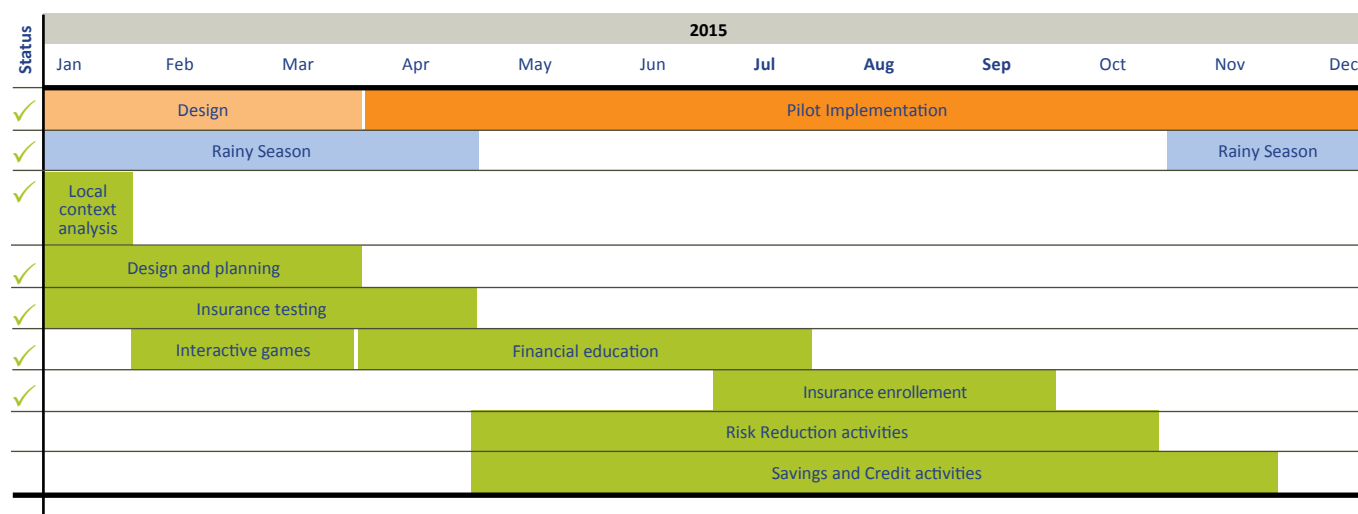 2015
Status
Jan Feb Mar Apr May Jun Jul Aug Sep Oct Nov Dec
Design Pilot Implementation
Rainy Season Rainy Season
Local
context
analysis
Design and planning
Insurance testing
Interactive games Financial education
Insurance enrollement
Risk Reduction activities
Savings and Credit activities